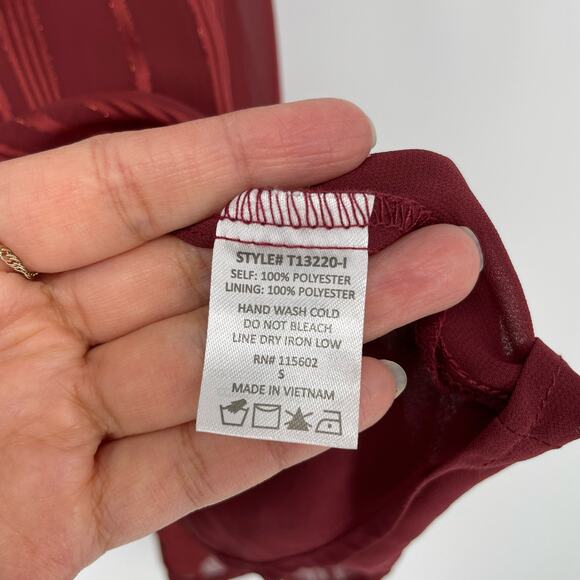 STYLE# T13220-I
SELF: 100% POLYESTER
LINING: 100% POLYESTER
HAND WASH COLD
DO NOT BLEACH
LINE DRY IRON LOW
RN# 115602
S
MADE IN VIETNAM